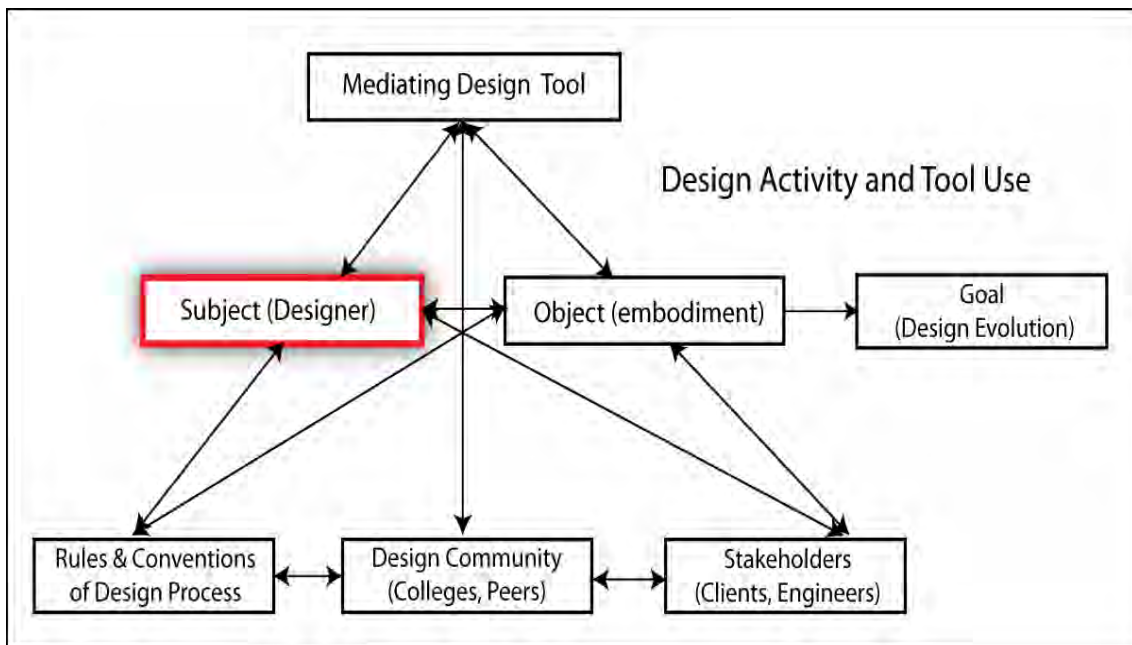 Mediating Design Tool
Design Activity and Tool Use
Subject (Designer)
Object (embodiment)
Goal
(Design Evolution)
Rules & Conventions
of Design Process
Design Community
(Colleges, Peers)
Stakeholders
(Clients, Engineers)